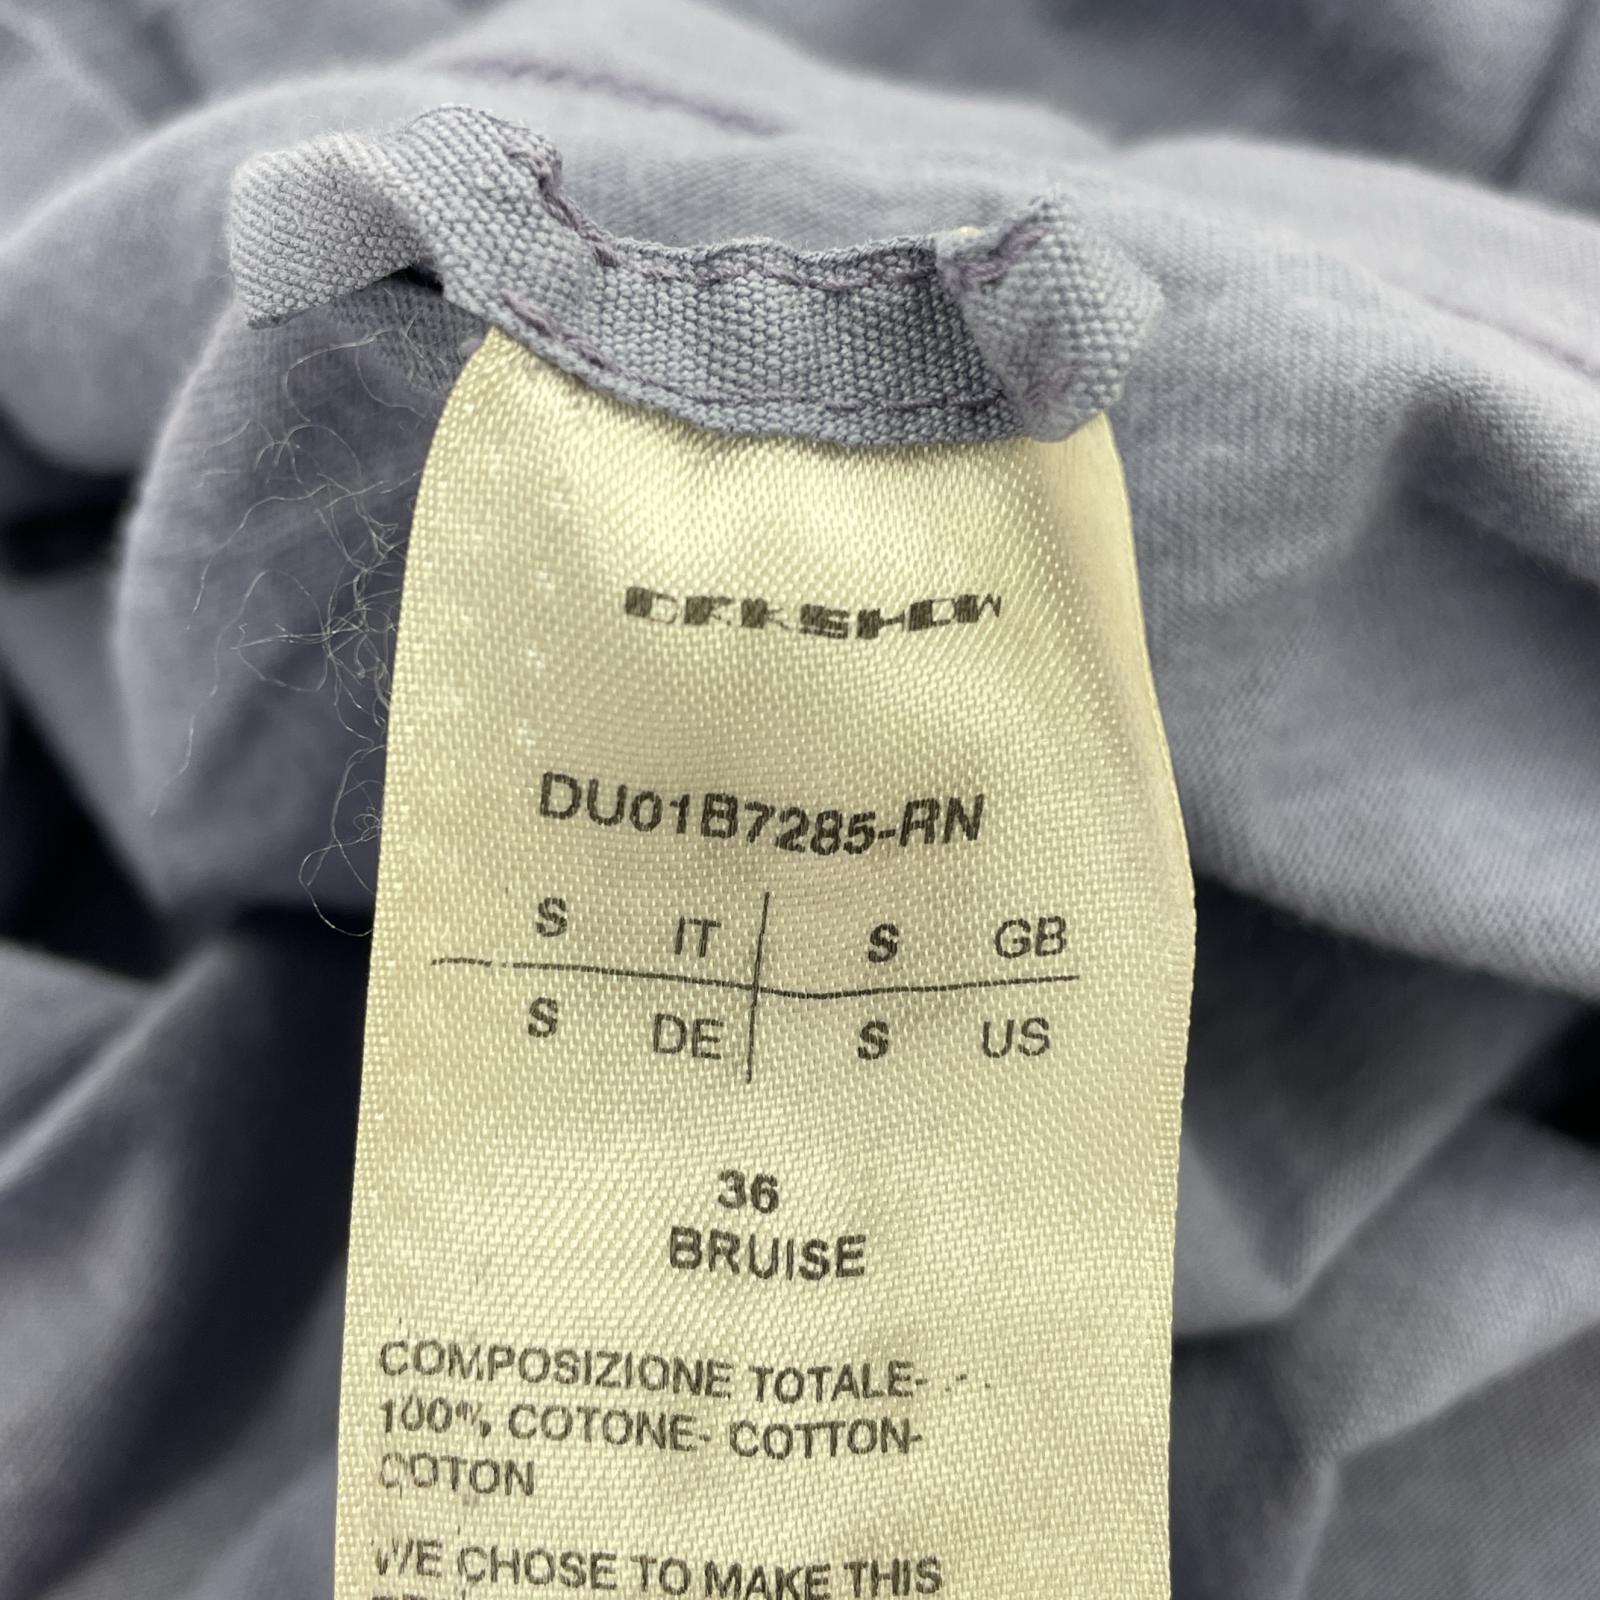 DRKSHDW
DU01B7285-RN
S IT S GB
S DE S US
36
BRUISE
COMPOSIZIONE TOTALE-
100% COTONE- COTTON-
COTON
WE CHOSE TO MAKE THIS